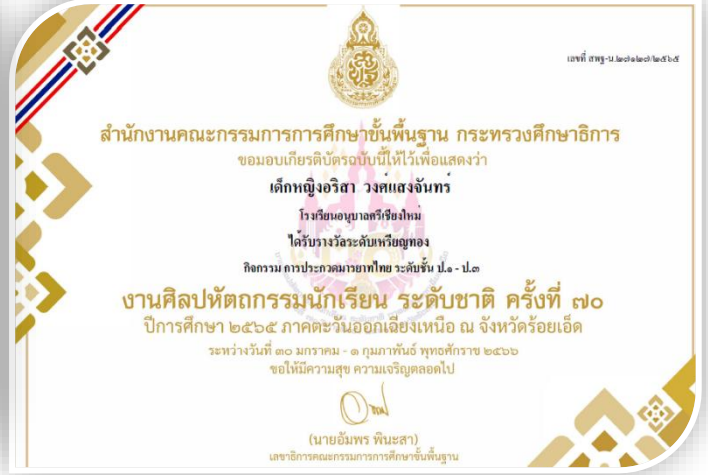 สำนักงานคณะกรรมการการศึกษาขั้นพื้นฐาน กระทรวงศึกษาธิการ
ขอมอบเกียรติบัตรฉบับนี้ให้ไว้เพื่อแสดงว่า
เด็กหญิงอริสา วงศ์แสงจันทร์
โรงเรียนอนุบาลศรีเชียงใหม่
ได้รับรางวัลระดับเหรียญทอง
กิจกรรม การประกวดมารยาทไทย ระดับชั้น ป.๑ - ป.๓
งานศิลปหัตถกรรมนักเรียน ระดับชาติ ครั้งที่ ๗๐
ปีการศึกษา ๒๕๖๕ ภาคตะวันออกเฉียงเหนือ ณ จังหวัดร้อยเอ็ด
ระหว่างวันที่ ๓๐ มกราคม - ๑ กุมภาพันธ์ พุทธศักราช ๒๕๖๖
ขอให้มีความสุข ความเจริญตลอดไป
(นายอัมพร พินะสา)
เลขาธิการคณะกรรมการการศึกษาขั้นพื้นฐาน